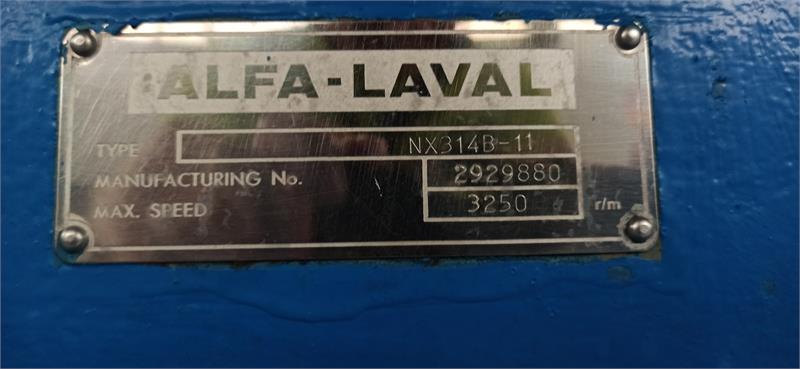 ALFA-LAVAL
TYPE NX314B-11
MANUFACTURING No. 2929880
MAX. SPEED 3250 r/m